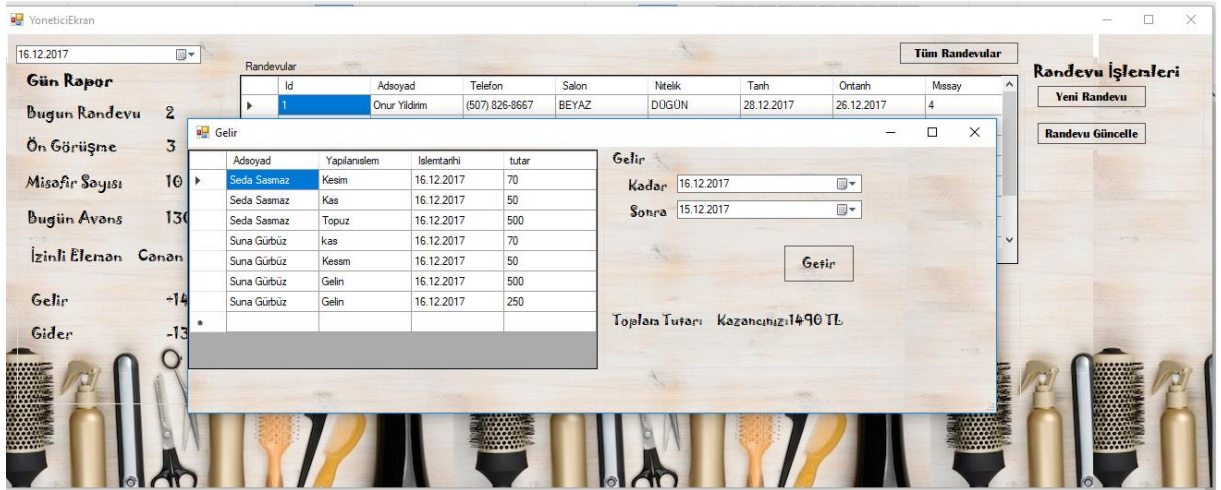 YoneticiEkran
16.12.2017
Tüm Randevular
Randevular
Randevu İşlemleri
Gün Rapor
Id Adsoyad Telefon Salon Nitelik Tarih Ontarih Missay
1 Onur Yildirim (507) 826-8667 BEYAZ DÜGÜN 28.12.2017 26.12.2017 4
Yeni Randevu
Randevu Güncelle
Bugun Randevu 2
Ön Görüşme 3
Misafir Sayısı 10
Bugün Avans 130
İzinli Eleman Canan
Gelir +14
Gider -13
Gelir
Adsoyad Yapilanıslem Islemtarihi tutar
Seda Sasmaz Kesim 16.12.2017 70
Seda Sasmaz Kas 16.12.2017 50
Seda Sasmaz Topuz 16.12.2017 500
Suna Gürbüz kas 16.12.2017 70
Suna Gürbüz Kessm 16.12.2017 50
Suna Gürbüz Gelin 16.12.2017 500
Suna Gürbüz Gelin 16.12.2017 250
Gelir
Kadar 16.12.2017
Sonra 15.12.2017
Getir
Toplam Tutar: Kazancınız:1490 TL